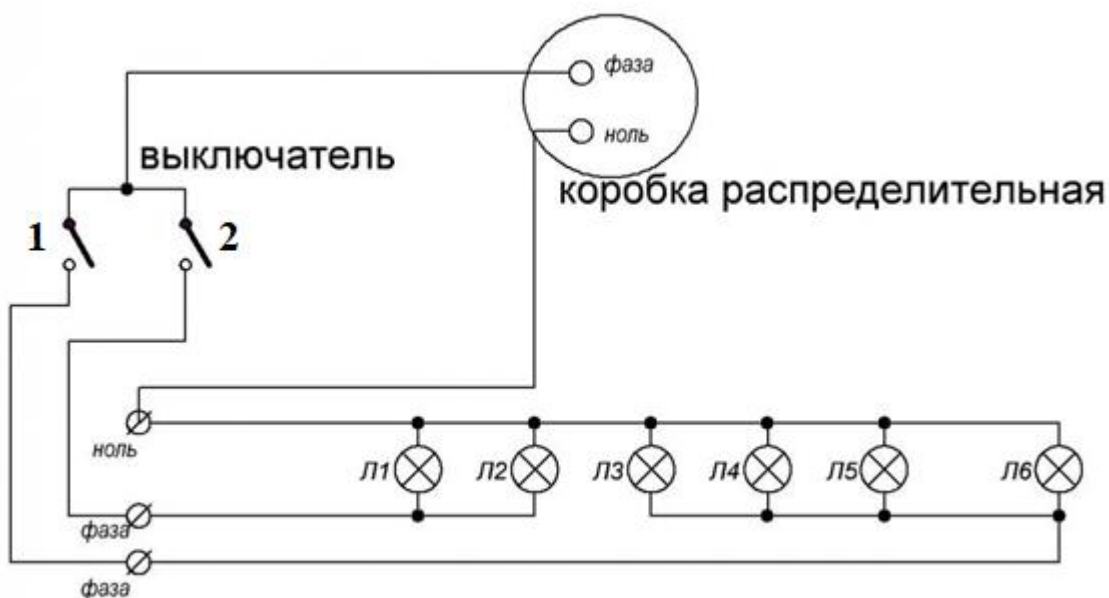 фаза
ноль
выключатель
коробка распределительная
1
2
ноль
Л1
Л2
Л3
Л4
Л5
Л6
фаза
фаза